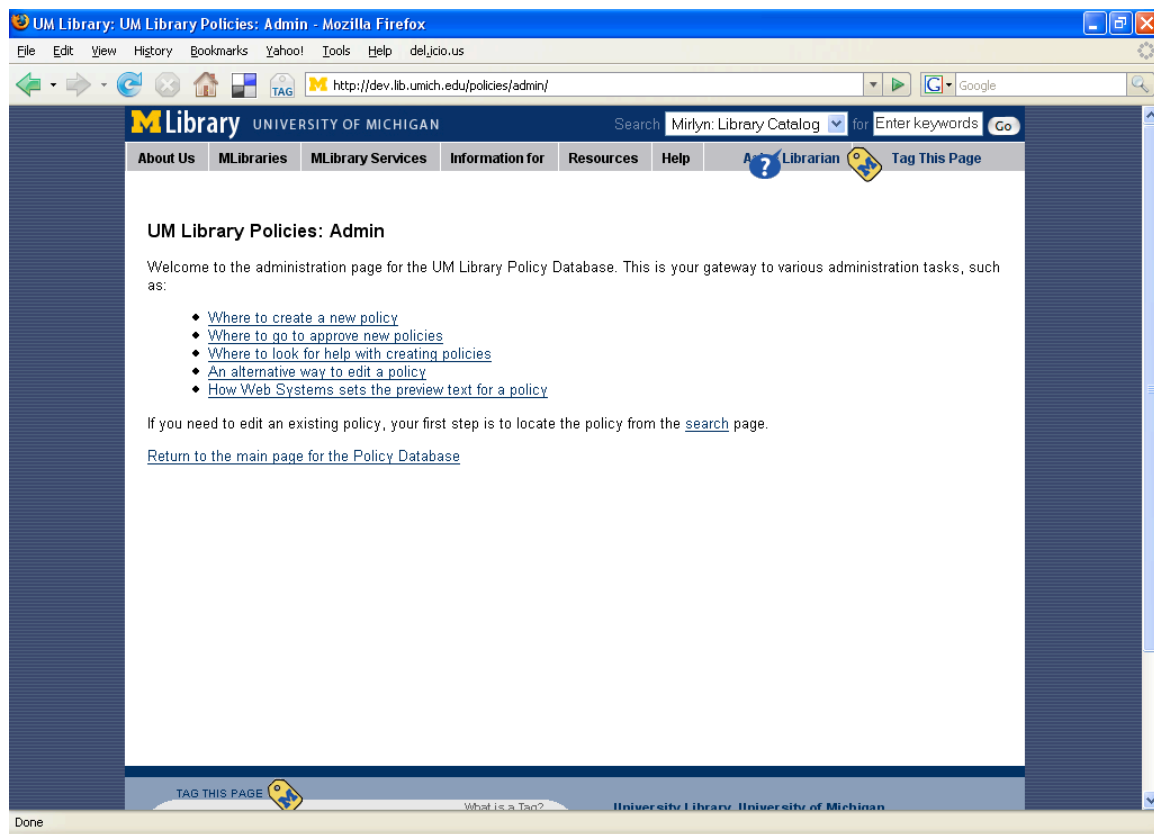 UM Library: UM Library Policies: Admin - Mozilla Firefox
File Edit View History Bookmarks Yahoo! Tools Help del.icio.us
TAG http://dev.lib.umich.edu/policies/admin/ G Google
MLibrary UNIVERSITY OF MICHIGAN Search Mirlyn: Library Catalog for Enter keywords Go
About Us MLibraries MLibrary Services Information for Resources Help Librarian Tag This Page
UM Library Policies: Admin
Welcome to the administration page for the UM Library Policy Database. This is your gateway to various administration tasks, such
as:
Where to create a new policy
Where to go to approve new policies
Where to look for help with creating policies
An alternative way to edit a policy
How Web Systems sets the preview text for a policy
If you need to edit an existing policy, your first step is to locate the policy from the search page.
Return to the main page for the Policy Database
TAG THIS PAGE
What is a Tag? University Library, University of Michigan
Done